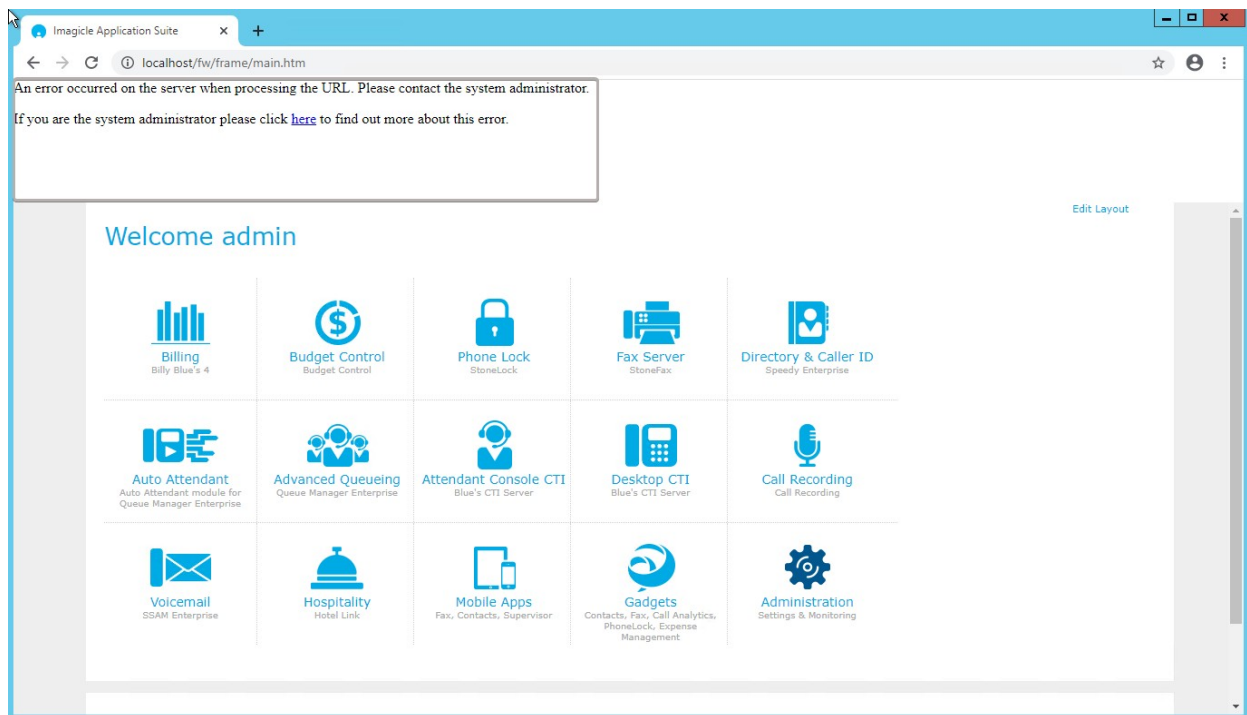 Imagicle Application Suite
localhost/fw/frame/main.htm
An error occurred on the server when processing the URL. Please contact the system administrator.
If you are the system administrator please click here to find out more about this error.
Edit Layout
Welcome admin
Billing
Billy Blue's 4
Budget Control
Budget Control
Phone Lock
StoneLock
Fax Server
StoneFax
Directory & Caller ID
Speedy Enterprise
Auto Attendant
Auto Attendant module for
Queue Manager Enterprise
Advanced Queueing
Queue Manager Enterprise
Attendant Console CTI
Blue's CTI Server
Desktop CTI
Blue's CTI Server
Call Recording
Call Recording
Voicemail
SSAM Enterprise
Hospitality
Hotel Link
Mobile Apps
Fax, Contacts, Supervisor
Gadgets
Contacts, Fax, Call Analytics,
PhoneLock, Expense
Management
Administration
Settings & Monitoring